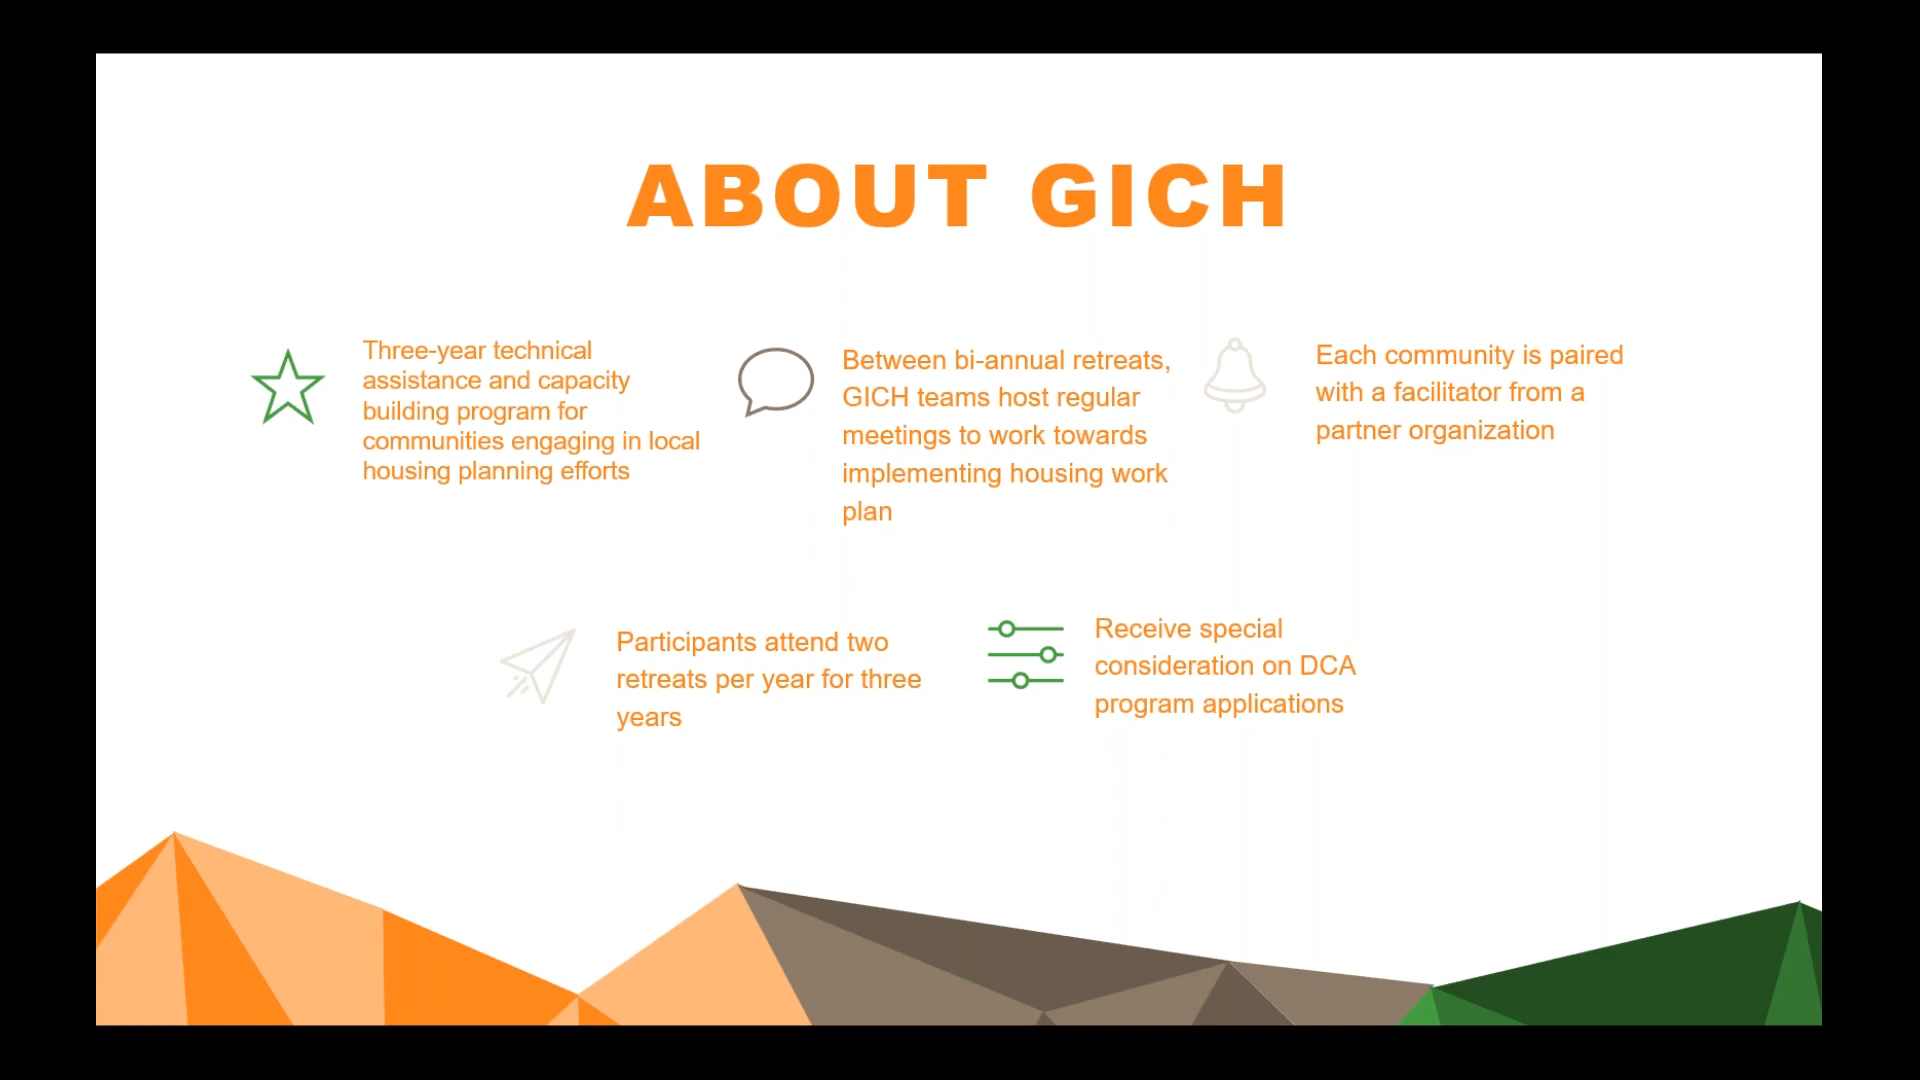 ABOUT GICH
Three-year technical
assistance and capacity
building program for
communities engaging in local
housing planning efforts
Between bi-annual retreats,
GICH teams host regular
meetings to work towards
implementing housing work
plan
Each community is paired
with a facilitator from a
partner organization
Participants attend two
retreats per year for three
years
Receive special
consideration on DCA
program applications